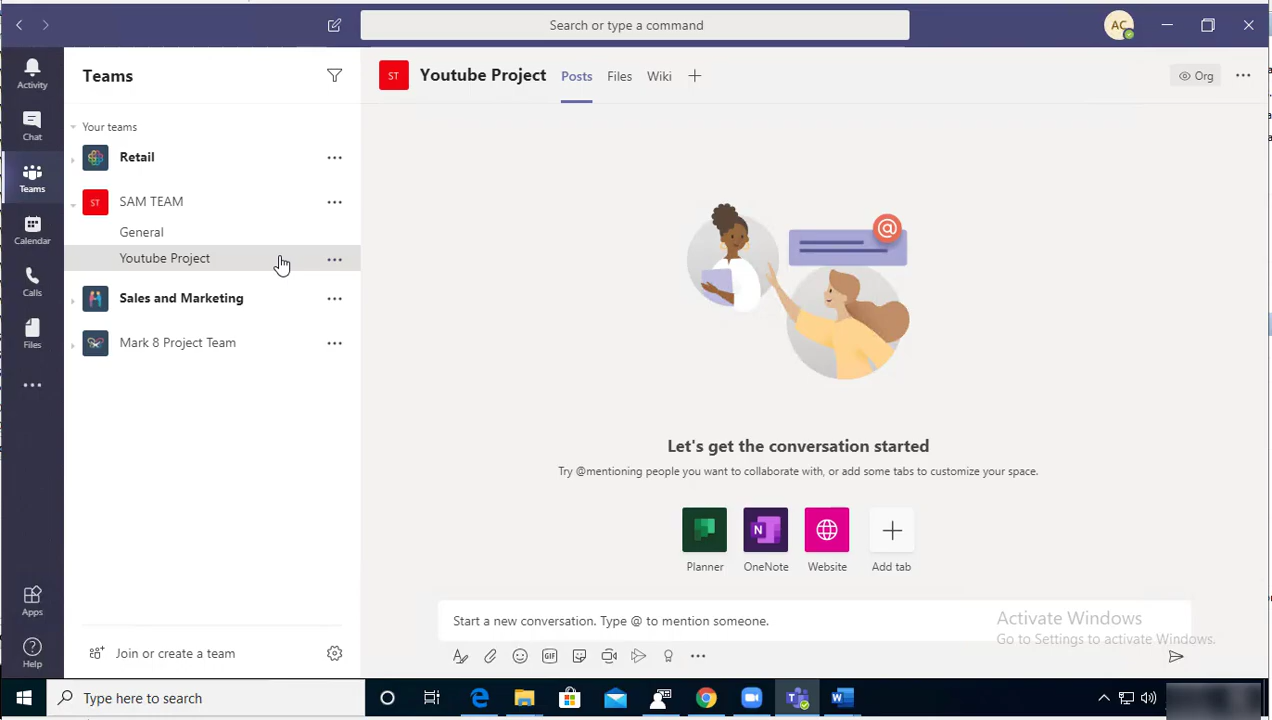 Search or type a command
AC
Activity
Chat
Teams
Calendar
Calls
Files
Apps
Help
Teams
Your teams
Retail
ST SAM TEAM
General
Youtube Project
Sales and Marketing
Mark 8 Project Team
Join or create a team
ST Youtube Project Posts Files Wiki
Org
@
Let's get the conversation started
Try @mentioning people you want to collaborate with, or add some tabs to customize your space.
N
Planner OneNote Website Add tab
Start a new conversation. Type @ to mention someone.
GIF
Activate Windows
Go to Settings to activate Windows.
Type here to search